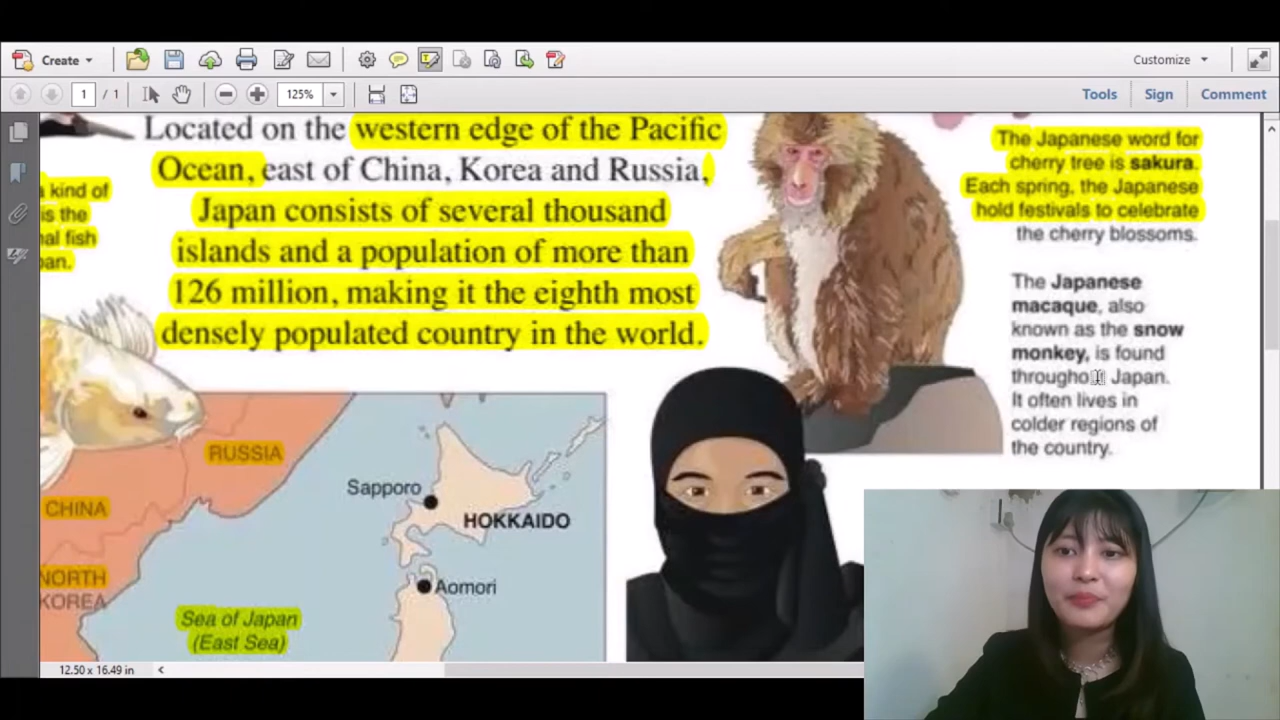 Create
Customize
1 / 1
125%
Tools
Sign
Comment
Located on the western edge of the Pacific
Ocean, east of China, Korea and Russia,
Japan consists of several thousand
islands and a population of more than
126 million, making it the eighth most
densely populated country in the world.
kind of
is the
fish
The Japanese word for
cherry tree is sakura.
Each spring, the Japanese
hold festivals to celebrate
the cherry blossoms.
The Japanese
macaque, also
known as the snow
monkey, is found
Japan.
It often lives in
colder regions of
the country.
RUSSIA
CHINA
NORTH
KOREA
Sapporo
HOKKAIDO
Aomori
Sea of Japan
(East Sea)
12.50 x 16.49 in